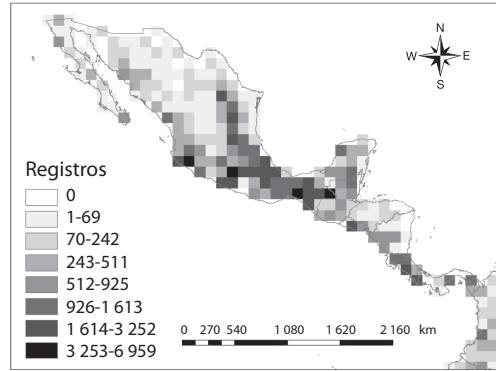 N
W E
S
Registros
0
1-69
70-242
243-511
512-925
926-1 613
1 614-3 252
3 253-6 959
0 270 540 1 080 1 620 2 160 km